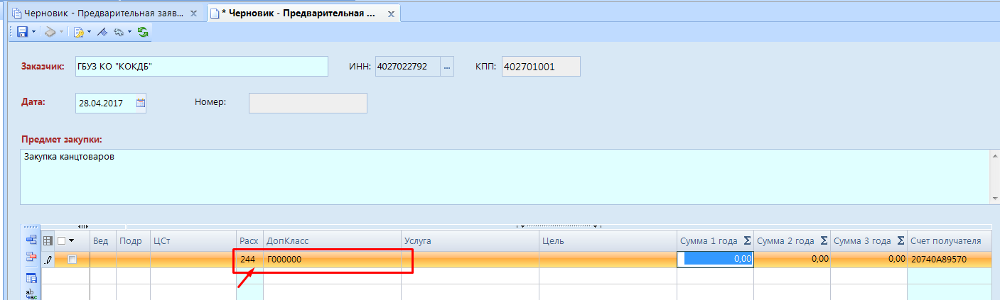 Черновик - Предварительная заяв...
* Черновик - Предварительная ...
Заказчик: ГБУЗ КО "КОКДБ" ИНН: 4027022792 ... КПП: 402701001
Дата: 28.04.2017 Номер:
Предмет закупки:
Закупка канцтоваров
Вед Подр ЦСт Расх ДопКласс Услуга Цель Сумма 1 года Σ Сумма 2 года Σ Сумма 3 года Σ Счет получателя
244 Г000000 0,00 0,00 0,00 20740А89570
ab
ac